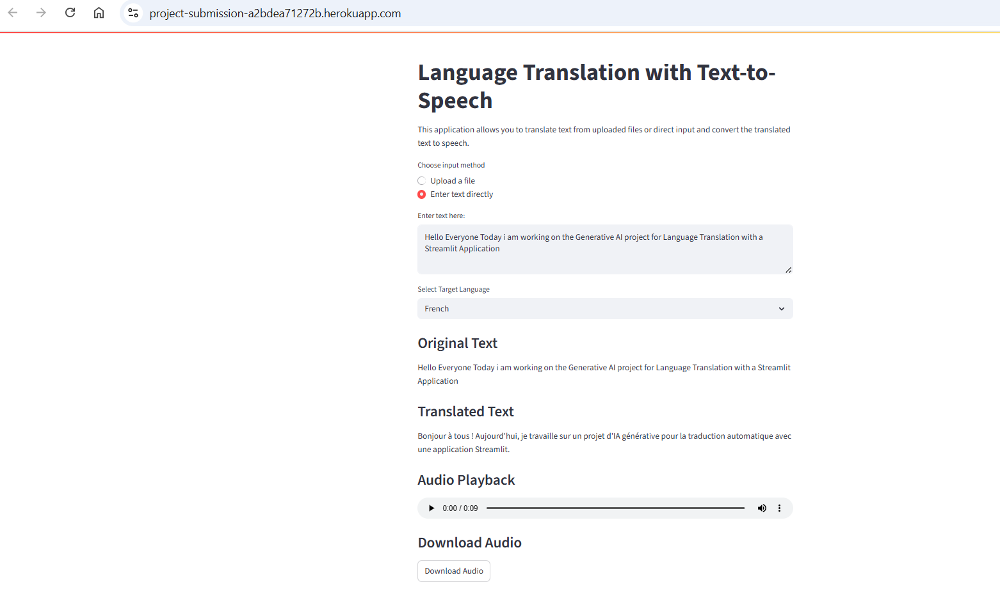 project-submission-a2bdea71272b.herokuapp.com
Language Translation with Text-to-
Speech
This application allows you to translate text from uploaded files or direct input and convert the translated
text to speech.
Choose input method
Upload a file
Enter text directly
Enter text here:
Hello Everyone Today i am working on the Generative AI project for Language Translation with a
Streamlit Application
Select Target Language
French
Original Text
Hello Everyone Today i am working on the Generative AI project for Language Translation with a Streamlit
Application
Translated Text
Bonjour à tous ! Aujourd'hui, je travaille sur un projet d'IA générative pour la traduction automatique avec
une application Streamlit.
Audio Playback
0:00 / 0:09
Download Audio
Download Audio